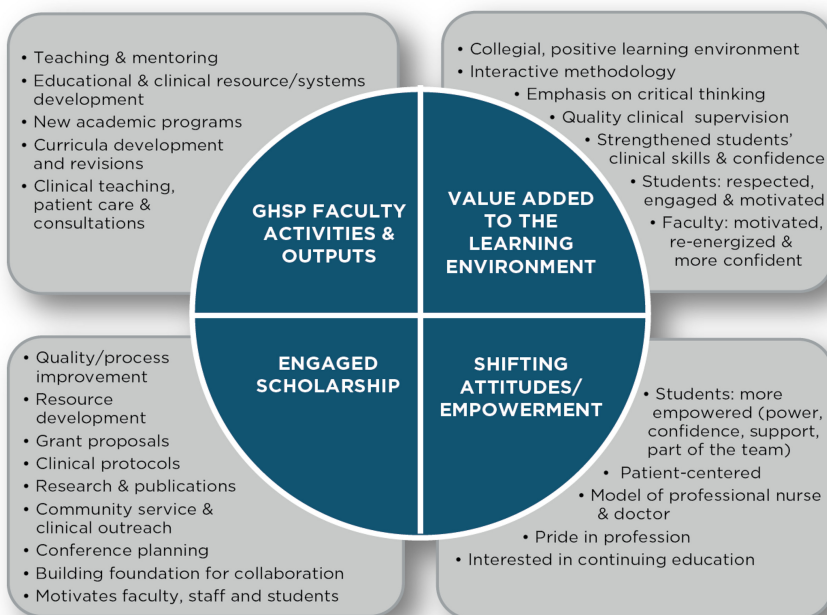 • Teaching & mentoring
• Educational & clinical resource/systems
development
• New academic programs
• Curricula development
and revisions
• Clinical teaching,
patient care &
consultations
• Collegial, positive learning environment
• Interactive methodology
• Emphasis on critical thinking
• Quality clinical supervision
• Strengthened students’
clinical skills & confidence
• Students: respected,
engaged & motivated
• Faculty: motivated,
re-energized &
more confident
GHSP FACULTY
ACTIVITIES &
OUTPUTS
VALUE ADDED
TO THE
LEARNING
ENVIRONMENT
ENGAGED
SCHOLARSHIP
SHIFTING
ATTITUDES/
EMPOWERMENT
• Quality/process
improvement
• Resource
development
• Grant proposals
• Clinical protocols
• Research & publications
• Community service &
clinical outreach
• Conference planning
• Building foundation for collaboration
• Motivates faculty, staff and students
• Students: more
empowered (power,
confidence, support,
part of the team)
• Patient-centered
• Model of professional nurse
& doctor
• Pride in profession
• Interested in continuing education